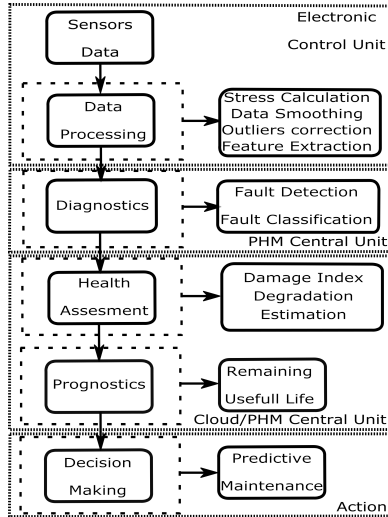 Electronic
Control Unit
Sensors
Data
Data
Processing
Stress Calculation
Data Smoothing
Outliers correction
Feature Extraction
Diagnostics
Fault Detection
Fault Classification
PHM Central Unit
Health
Assesment
Damage Index
Degradation
Estimation
Prognostics
Remaining
Usefull Life
Cloud/PHM Central Unit
Decision
Making
Predictive
Maintenance
Action